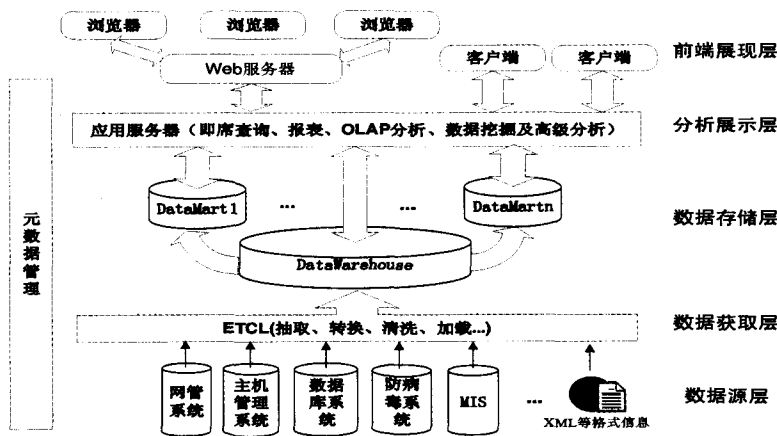 浏览器 浏览器 浏览器
Web服务器 客户端 客户端 前端展现层
应用服务器（即席查询、报表、OLAP分析、数据挖掘及高级分析） 分析展示层
DataMart1 ... ... DataMartn 数据存储层
DataWarehouse
元数据管理
ETCL(抽取、转换、清洗、加载...) 数据获取层
网管系统 主机管理系统 数据库系统 防病毒系统 MIS ... 数据源层
XML等格式信息